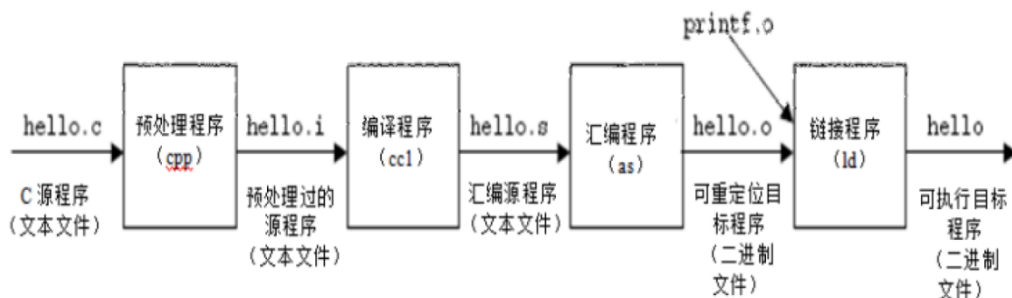 printf.o
hello.c
预处理程序
(cpp)
hello.i
编译程序
(cc1)
hello.s
汇编程序
(as)
hello.o
链接程序
(ld)
hello
C 源程序
(文本文件)
预处理过的
源程序
(文本文件)
汇编源程序
(文本文件)
可重定位目
标程序
(二进制
文件)
可执行目标
程序
(二进制
文件)